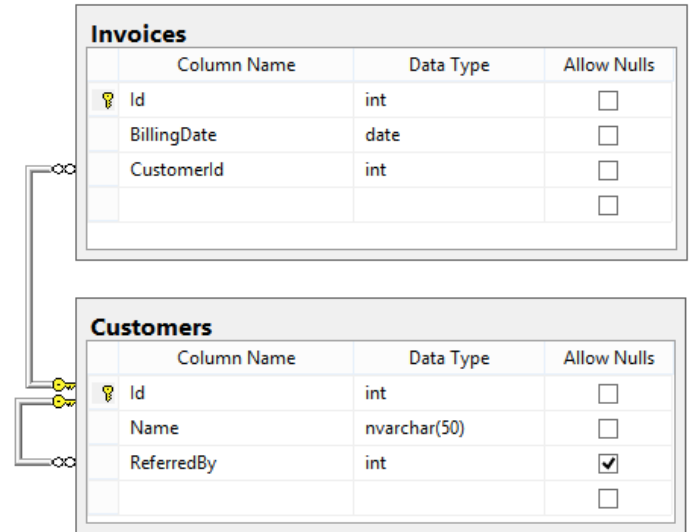 Invoices
Column Name Data Type Allow Nulls
Id int
BillingDate date
CustomerId int
Customers
Column Name Data Type Allow Nulls
Id int
Name nvarchar(50)
ReferredBy int